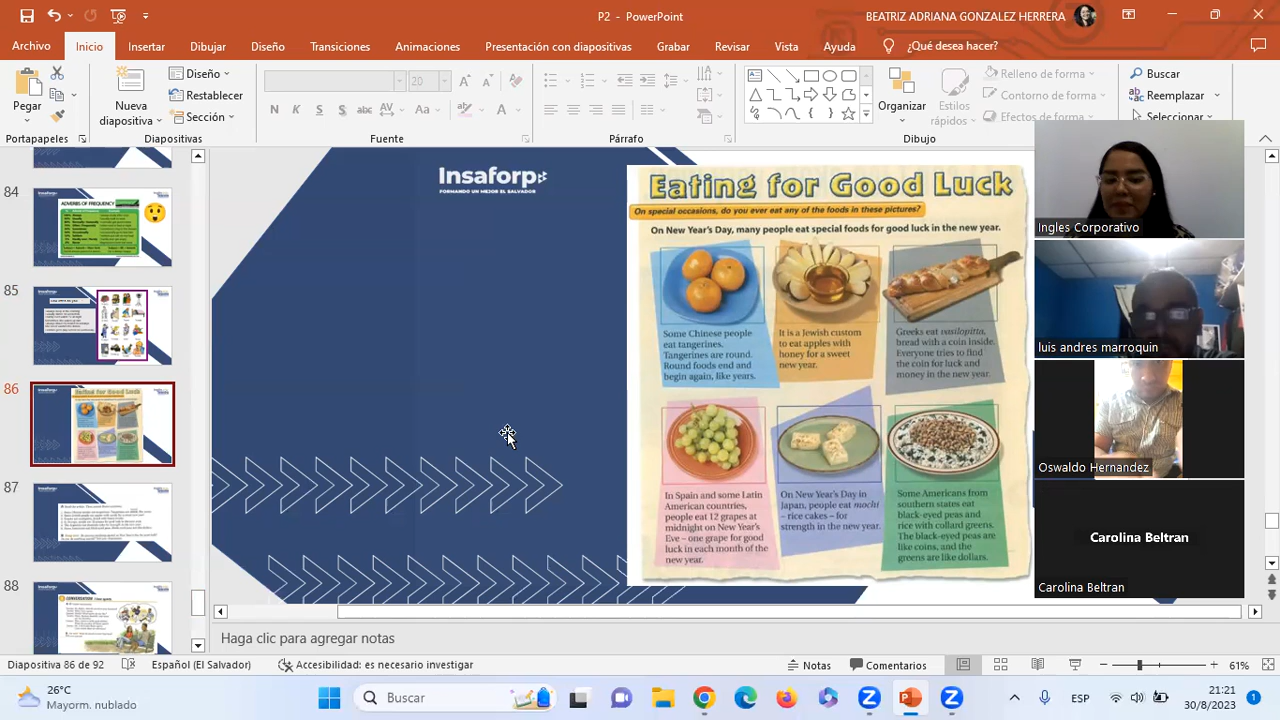 P2 - PowerPoint
BEATRIZ ADRIANA GONZALEZ HERRERA
Archivo Inicio Insertar Dibujar Diseño Transiciones Animaciones Presentación con diapositivas Grabar Revisar Vista Ayuda ¿Qué desea hacer?
Pegar
Portapapeles
Nueva
diapositiva
Diseño
Restablecer
Sección
Diapositivas
20
N K S S abc AV Aa A
Fuente
Párrafo
Organizar
Estilos
rápidos
Relleno de forma
Contorno de forma
Efectos de forma
Dibujo
Buscar
Reemplazar
Seleccionar
84
ADVERBS OF FREQUENCY
85
86
Eating for Good Luck
87
88
Insaforp
FORMANDO UN MEJOR EL SALVADOR
Eating for Good Luck
On special occasions, do you ever eat any of the foods in these pictures?
On New Year's Day, many people eat special foods for good luck in the new year.
Some Chinese people
eat tangerines.
Tangerines are round.
Round foods end and
begin again, like years.
It is a Jewish custom
to eat apples with
honey for a sweet
new year.
Greeks eat vasilopitta,
bread with a coin inside.
Everyone tries to find
the coin for luck and
money in the new year.
In Spain and some Latin
American countries,
people eat 12 grapes at
midnight on New Year's
Eve – one grape for good
luck in each month of the
new year.
On New Year's Day in
Japan, people eat mochi
– rice cakes – for
strength in the new year.
Some Americans from
southern states eat
black-eyed peas and
rice with collard greens.
The black-eyed peas are
like coins, and the
greens are like dollars.
Ingles Corporativo
luis andres marroquin
Oswaldo Hernandez
Carolina Beltran
Carolina Beltran
Haga clic para agregar notas
Diapositiva 86 de 92 Español (El Salvador) Accesibilidad: es necesario investigar Notas Comentarios 61%
26°C
Mayorm. nublado
Buscar
ESP
21:21
30/8/2023
1